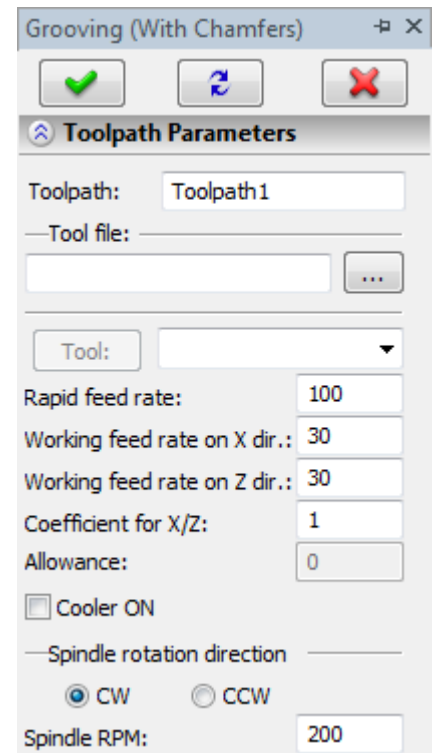 Grooving (With Chamfers)
Toolpath Parameters
Toolpath: Toolpath1
Tool file:
...
Tool:
Rapid feed rate: 100
Working feed rate on X dir.: 30
Working feed rate on Z dir.: 30
Coefficient for X/Z: 1
Allowance: 0
Cooler ON
Spindle rotation direction
CW CCW
Spindle RPM: 200